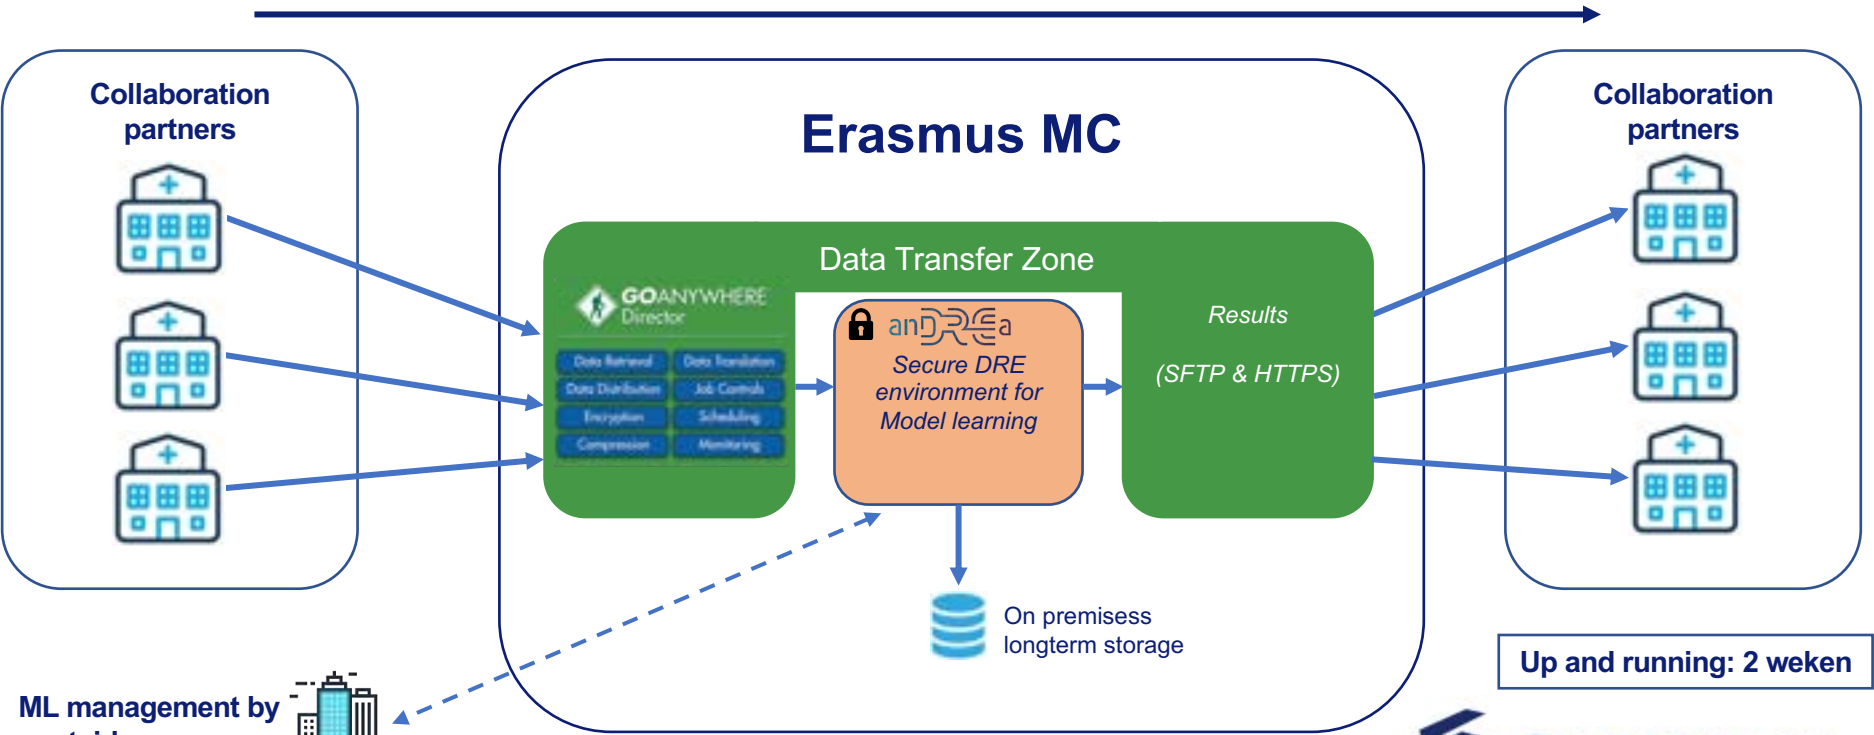 Collaboration
partners
Erasmus MC
Collaboration
partners
Data Transfer Zone
GOANYWHERE
Director
Data Retrieval
Data Translation
Data Distribution
Job Controls
Encryption
Scheduling
Compression
Monitoring
anDREa
Secure DRE
environment for
Model learning
Results
(SFTP & HTTPS)
On premisess
longterm storage
Up and running: 2 weken
ML management by